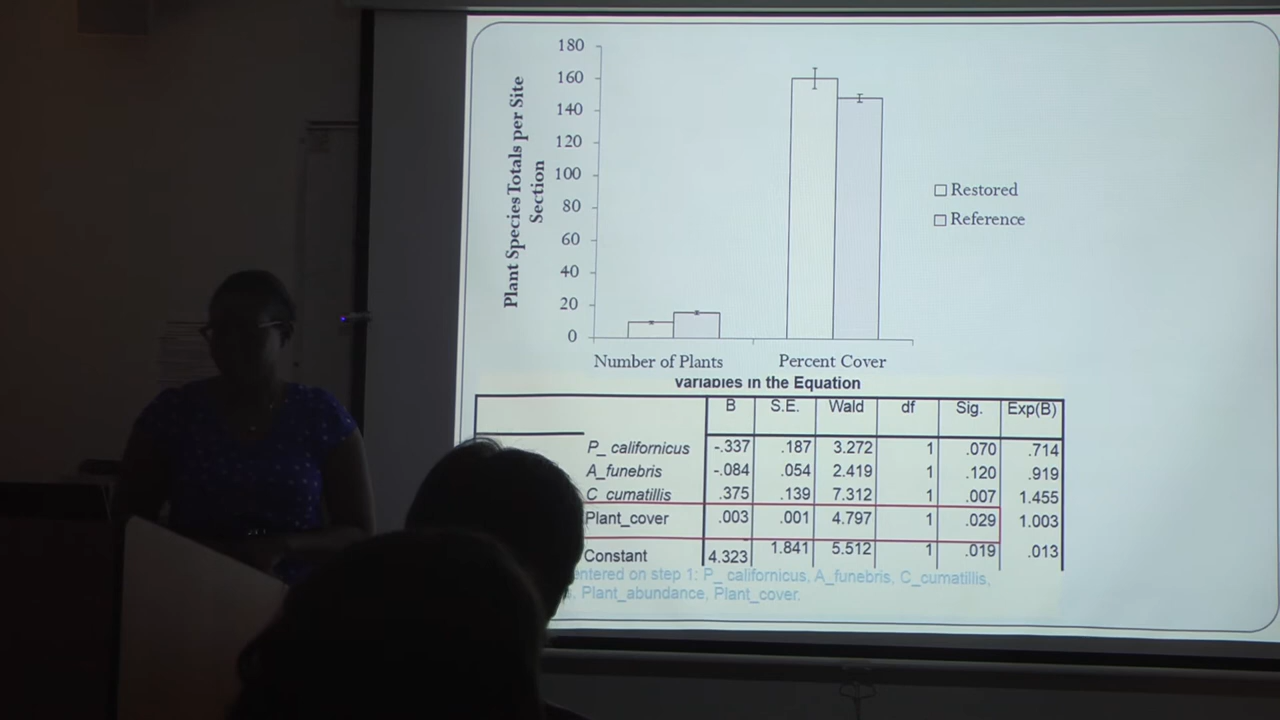 180
160
140
120
100
80
60
40
20
0
Plant Species Totals per Site
Section
Number of Plants Percent Cover
Restored
Reference
Variables in the Equation
B S.E. Wald df Sig. Exp(B)
P_ californicus -.337 .187 3.272 1 .070 .714
A_funebris -.084 .054 2.419 1 .120 .919
C_cumatillis .375 .139 7.312 1 .007 1.455
Plant_cover .003 .001 4.797 1 .029 1.003
Constant 4.323 1.841 5.512 1 .019 .013
entered on step 1: P_ californicus, A_funebris, C_cumatillis,
Plant_abundance, Plant_cover.